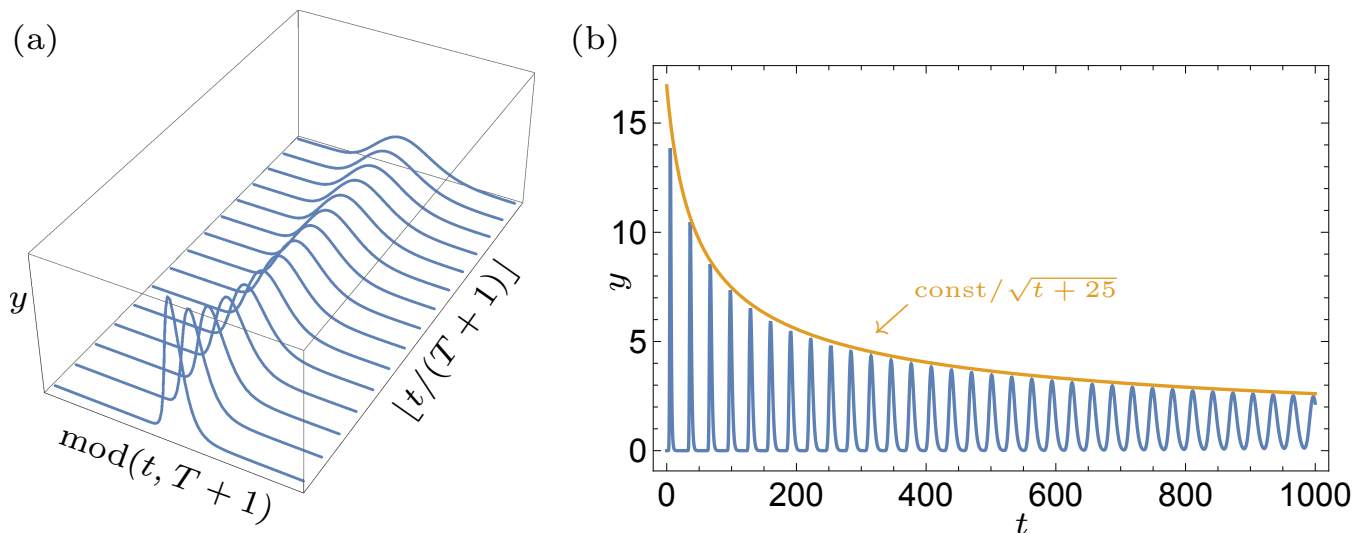 (a)
y
mod(t, T + 1)
⌊t/(T + 1)⌋
(b)
15
10
5
0
y
const/√t + 25
0 200 400 600 800 1000
t